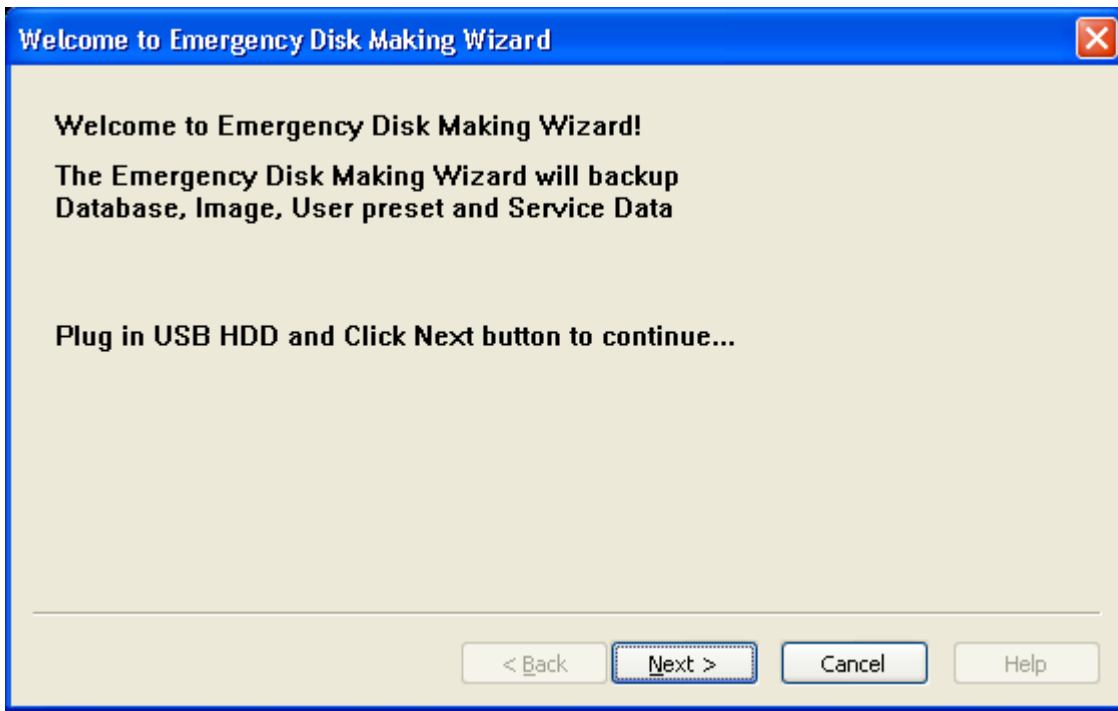 Welcome to Emergency Disk Making Wizard
Welcome to Emergency Disk Making Wizard!
The Emergency Disk Making Wizard will backup
Database, Image, User preset and Service Data
Plug in USB HDD and Click Next button to continue...
< Back
Next >
Cancel
Help